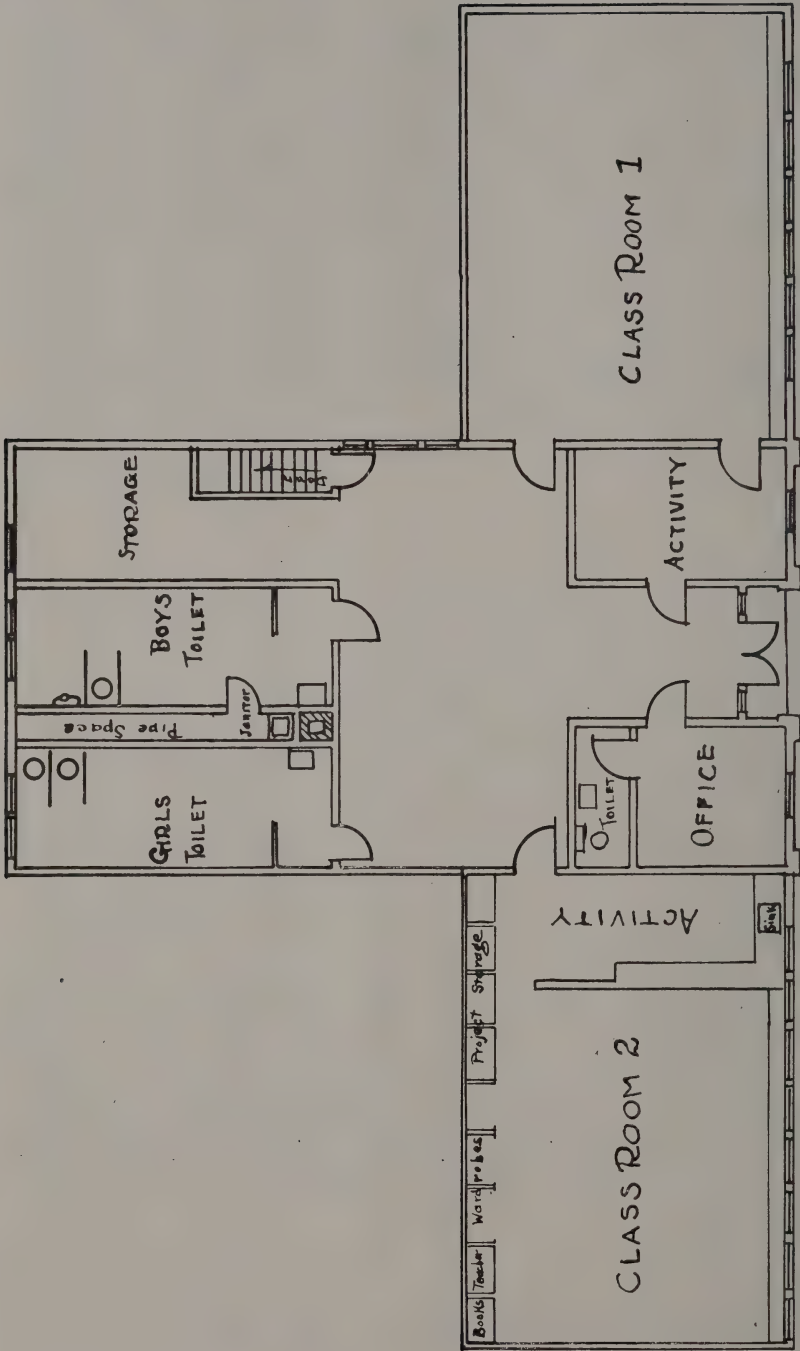 CLASS ROOM 1
STORAGE
ACTIVITY
BOYS
TOILET
Janitor
Pipe Space
GIRLS
TOILET
TOILET
OFFICE
ACTIVITY
Sink
Project Storage
Wardrobes
Teacher
Books
CLASS ROOM 2